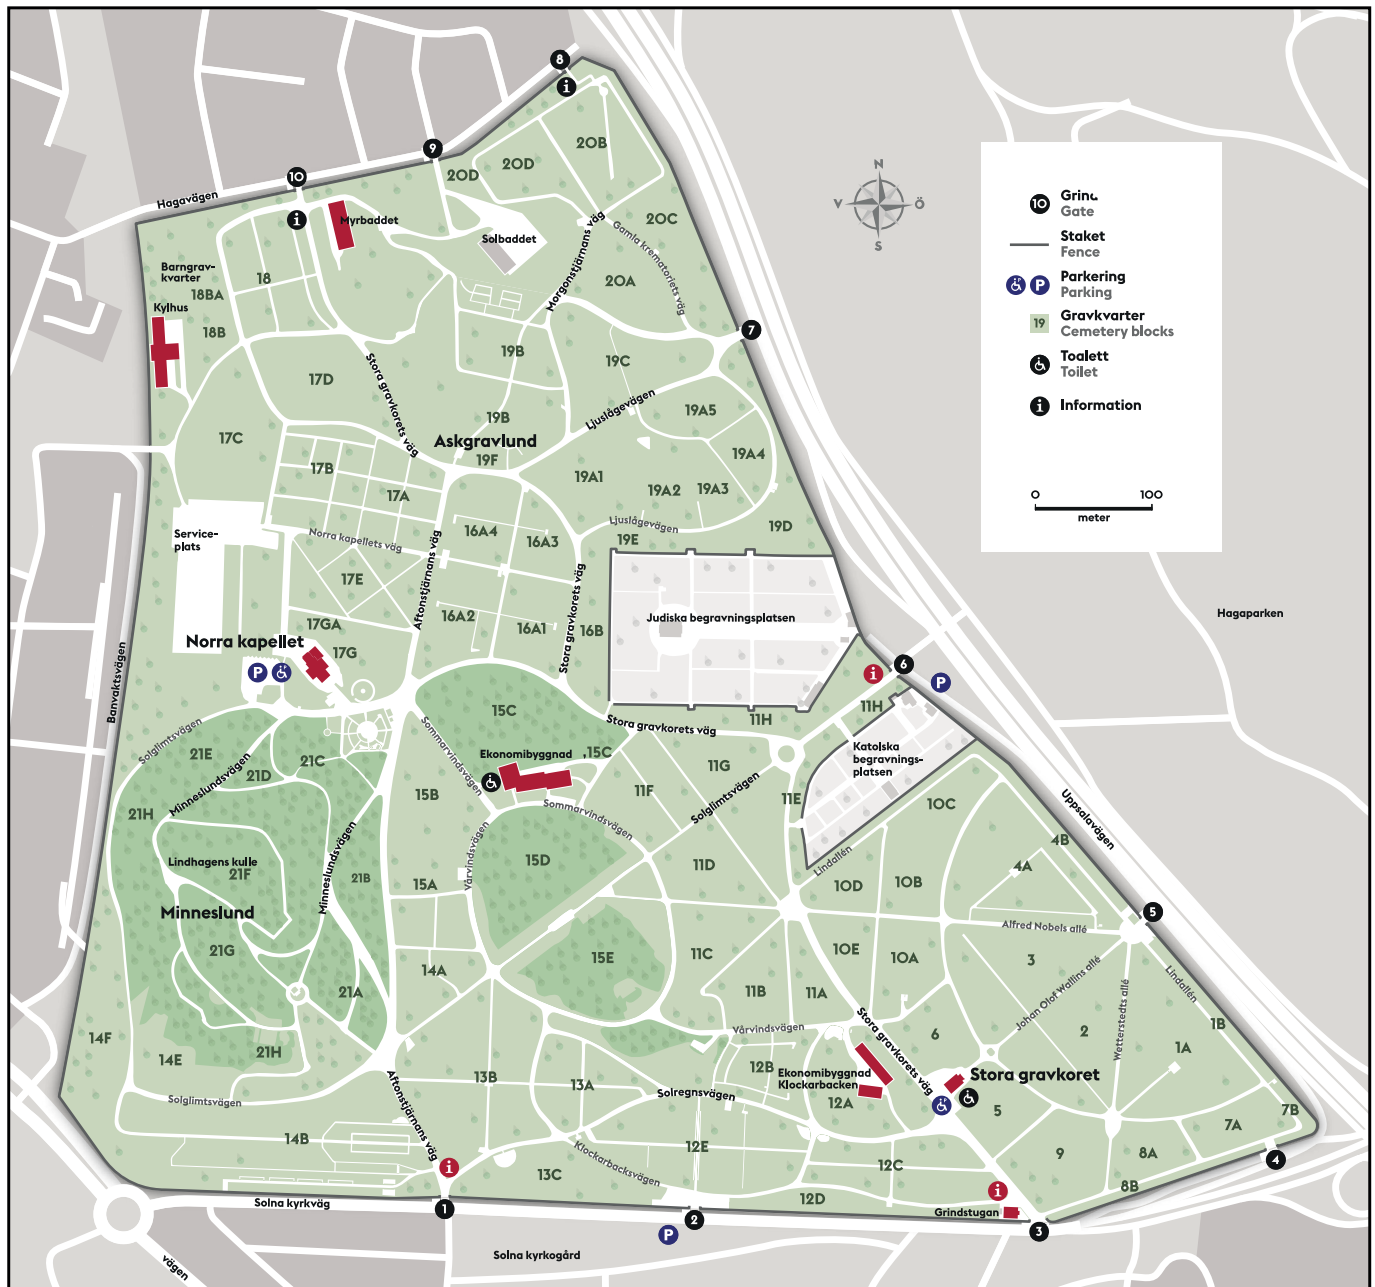 8
i
20B
20D
9
20D
10
Hagavägen
i
Myrbaddet
Solbaddet
20C
Gamla krematoriets väg
Morgonstjärnans väg
20A
Barngrav-
kvarter
18BA
18
Kylhus
18B
7
19B
19C
17D
Stora gravkorets väg
Ljuslågevägen
19A5
19B
Askgravlund
19F
17C
17B
17A
19A1
19A4
19A2
19A3
Ljuslågevägen
19D
19E
Service-
plats
Norra kapellets väg
16A4
16A3
17E
Aftonstjärnans väg
Stora gravkorets väg
16A2
16A1
16B
Judiska begravningsplatsen
17GA
Norra kapellet
17G
P
Banvaktsvägen
i
6
P
15C
11H
11H
Stora gravkorets väg
Solglimtsvägen
21E
21C
21D
Minneslundsvägen
Sommarvindsvägen
Ekonomibyggnad
15C
Katolska
begravnings-
platsen
11G
11F
11E
Solglimtsvägen
15B
Sommarvindsvägen
21H
10C
Uppsalavägen
4B
4A
Lindhagens kulle
21F
Minneslundsvägen
21B
15A
Vårvindsvägen
15D
11D
Lindallén
10D
10B
Minneslund
5
Alfred Nobels allé
21G
14A
15E
11C
10E
10A
3
Johan Olof Wallins allé
Lindallén
21A
11B
11A
Wetterstedts allé
1B
14F
14E
21H
Vårvindsvägen
Stora gravkorets väg
6
2
1A
Aftonstjärnans väg
13B
13A
12B
Ekonomibyggnad
Klockarbacken
12A
Stora gravkoret
5
Solglimtsvägen
Solregnsvägen
7B
7A
14B
Klockarbacksvägen
12E
9
8A
4
i
13C
12C
8B
12D
i
Grindstugan
Solna kyrkväg
1
2
3
P
Solna kyrkogård
vägen
N
V
Ö
S
10
Gate
Staket
Fence
P
Parkering
Parking
19
Gravkvarter
Cemetery blocks
Toalett
Toilet
i
Information
0
100
meter
Hagaparken